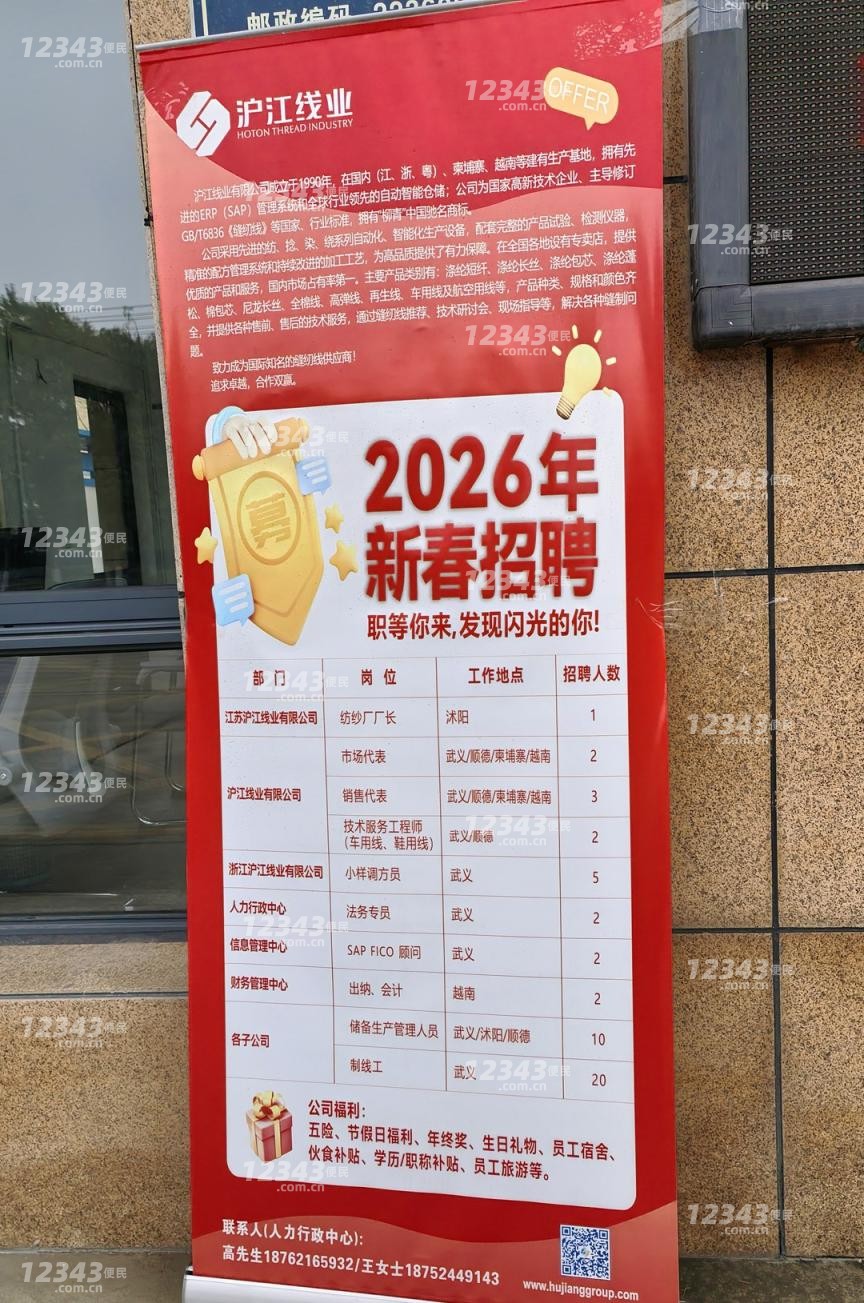 邮政编码
沪江线业
HOTON THREAD INDUSTRY
OFFER
沪江线业有限公司成立于1990年，在国内（江、浙、粤）、柬埔寨、越南等建有生产基地，拥有先
进的ERP（SAP）管理系统和全球行业领先的自动智能仓储；公司为国家高新技术企业、主导修订
GB/T6836《缝纫线》等国家、行业标准，拥有“柳青”中国驰名商标。
公司采用先进的纺、捻、染、绕系列自动化、智能化生产设备，配套完整的产品试验、检测仪器，
精准的配方管理系统和持续改进的加工工艺，为高品质提供了有力保障。在全国各地设有专卖店，提供
优质的产品和服务，国内市场占有率第一。主要产品类别有：涤纶短纤、涤纶长丝、涤纶包芯、涤纶蓬
松、棉包芯、尼龙长丝、全棉线、高弹线、再生线、车用线及航空用线等，产品种类、规格和颜色齐
全，并提供各种售前、售后的技术服务，通过缝纫线推荐、技术研讨会、现场指导等，解决各种缝制问
题。
致力成为国际知名的缝纫线供应商！
追求卓越，合作双赢。
募
2026年
新春招聘
职等你来,发现闪光的你!
部 门 岗 位 工作地点 招聘人数
江苏沪江线业有限公司 纺纱厂厂长 沭阳 1
市场代表 武义/顺德/柬埔寨/越南 2
沪江线业有限公司 销售代表 武义/顺德/柬埔寨/越南 3
技术服务工程师
（车用线、鞋用线） 武义/顺德 2
浙江沪江线业有限公司 小样调方员 武义 5
人力行政中心 法务专员 武义 2
信息管理中心 SAP FICO 顾问 武义 2
财务管理中心 出纳、会计 越南 2
各子公司 储备生产管理人员 武义/沭阳/顺德 10
制线工 武义 20
公司福利：
五险、节假日福利、年终奖、生日礼物、员工宿舍、
伙食补贴、学历/职称补贴、员工旅游等。
联系人(人力行政中心):
高先生18762165932/王女士18752449143
www.hujianggroup.com
12343便民
.com.cn